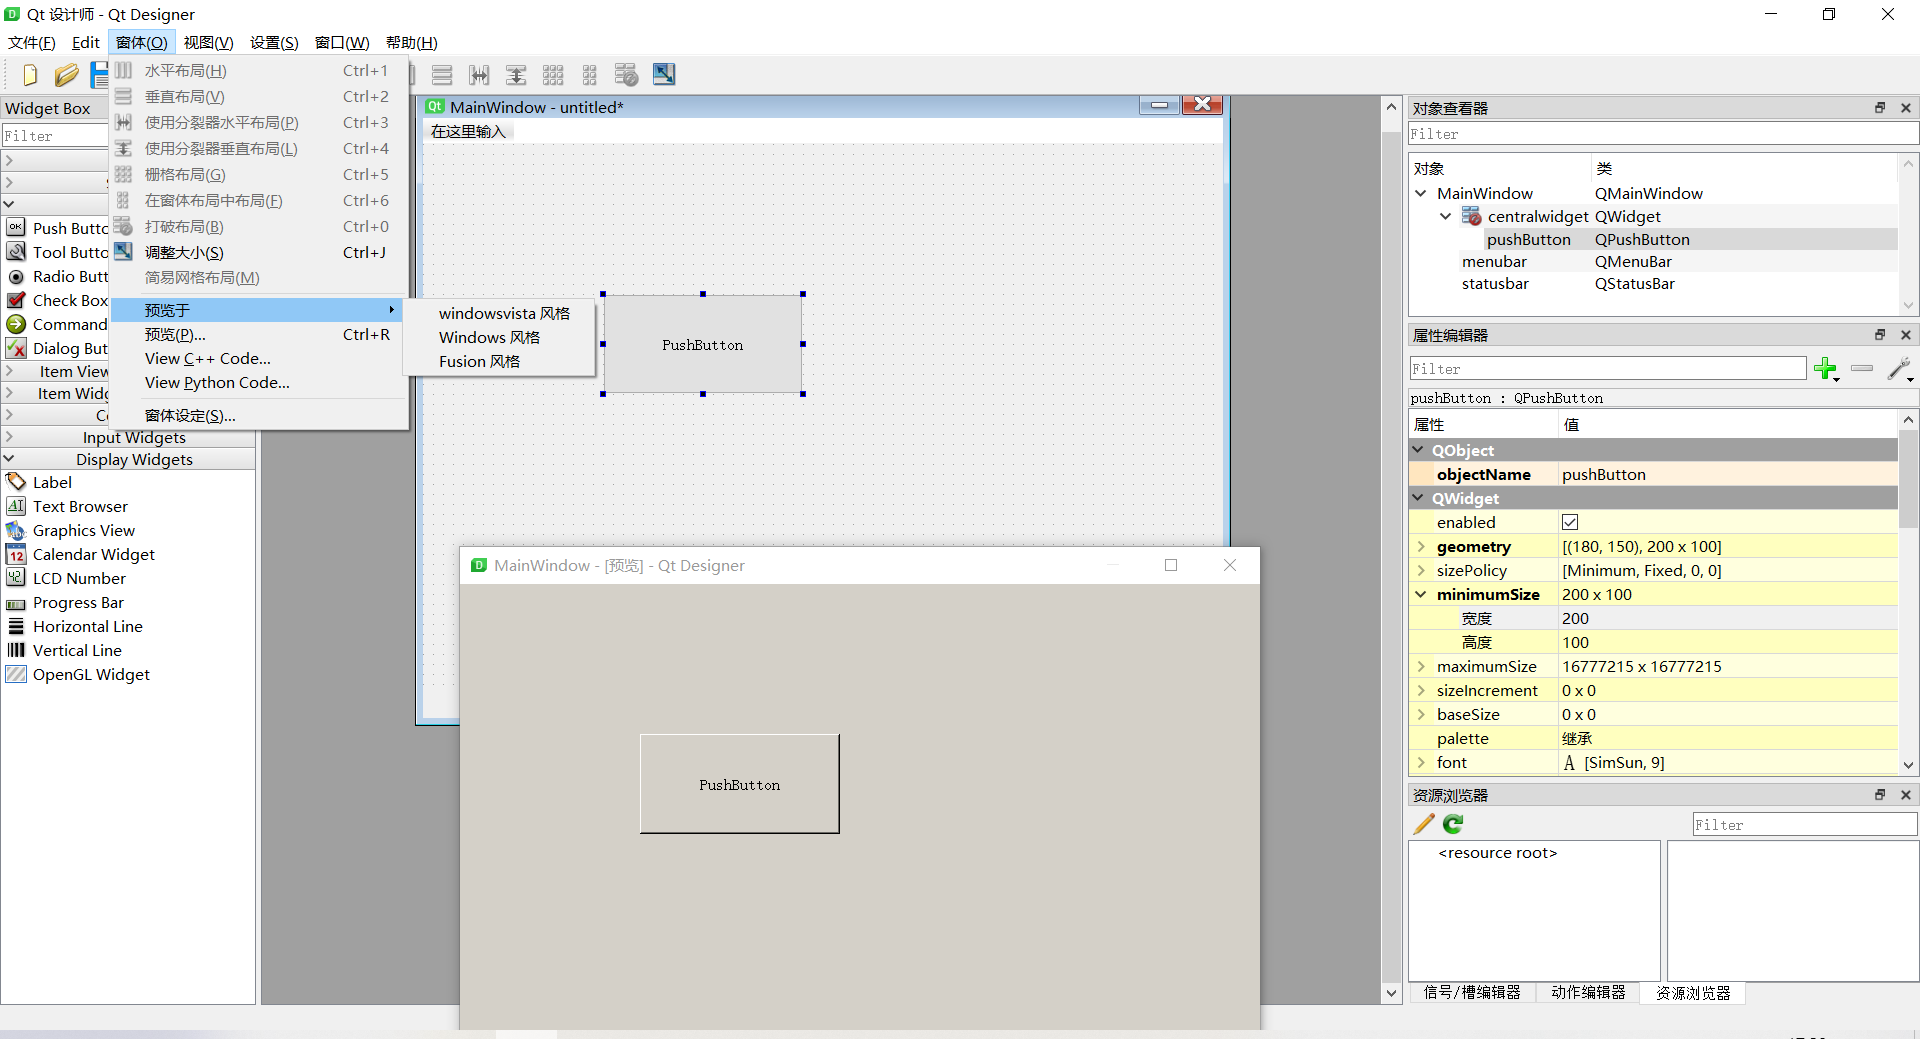 Qt 设计师 - Qt Designer
文件(F) Edit 窗体(O) 视图(V) 设置(S) 窗口(W) 帮助(H)
水平布局(H) Ctrl+1
垂直布局(V) Ctrl+2
使用分裂器水平布局(P) Ctrl+3
使用分裂器垂直布局(L) Ctrl+4
栅格布局(G) Ctrl+5
在窗体布局中布局(F) Ctrl+6
打破布局(B) Ctrl+0
调整大小(S) Ctrl+J
简易网格布局(M)
预览于
预览(P)... Ctrl+R
View C++ Code...
View Python Code...
窗体设定(S)...
windowsvista 风格
Windows 风格
Fusion 风格
Widget Box
Filter
Push Butto
Tool Butto
Radio Butt
Check Box
Command
Dialog But
Item View
Item Widg
Input Widgets
Display Widgets
Label
Text Browser
Graphics View
Calendar Widget
LCD Number
Progress Bar
Horizontal Line
Vertical Line
OpenGL Widget
MainWindow - untitled*
在这里输入
PushButton
MainWindow - [预览] - Qt Designer
PushButton
对象查看器
Filter
对象 类
MainWindow QMainWindow
centralwidget QWidget
pushButton QPushButton
menubar QMenuBar
statusbar QStatusBar
属性编辑器
Filter
pushButton : QPushButton
属性 值
QObject
objectName pushButton
QWidget
enabled
geometry [(180, 150), 200 x 100]
sizePolicy [Minimum, Fixed, 0, 0]
minimumSize 200 x 100
宽度 200
高度 100
maximumSize 16777215 x 16777215
sizeIncrement 0 x 0
baseSize 0 x 0
palette 继承
font A [SimSun, 9]
资源浏览器
Filter
<resource root>
信号/槽编辑器 动作编辑器 资源浏览器